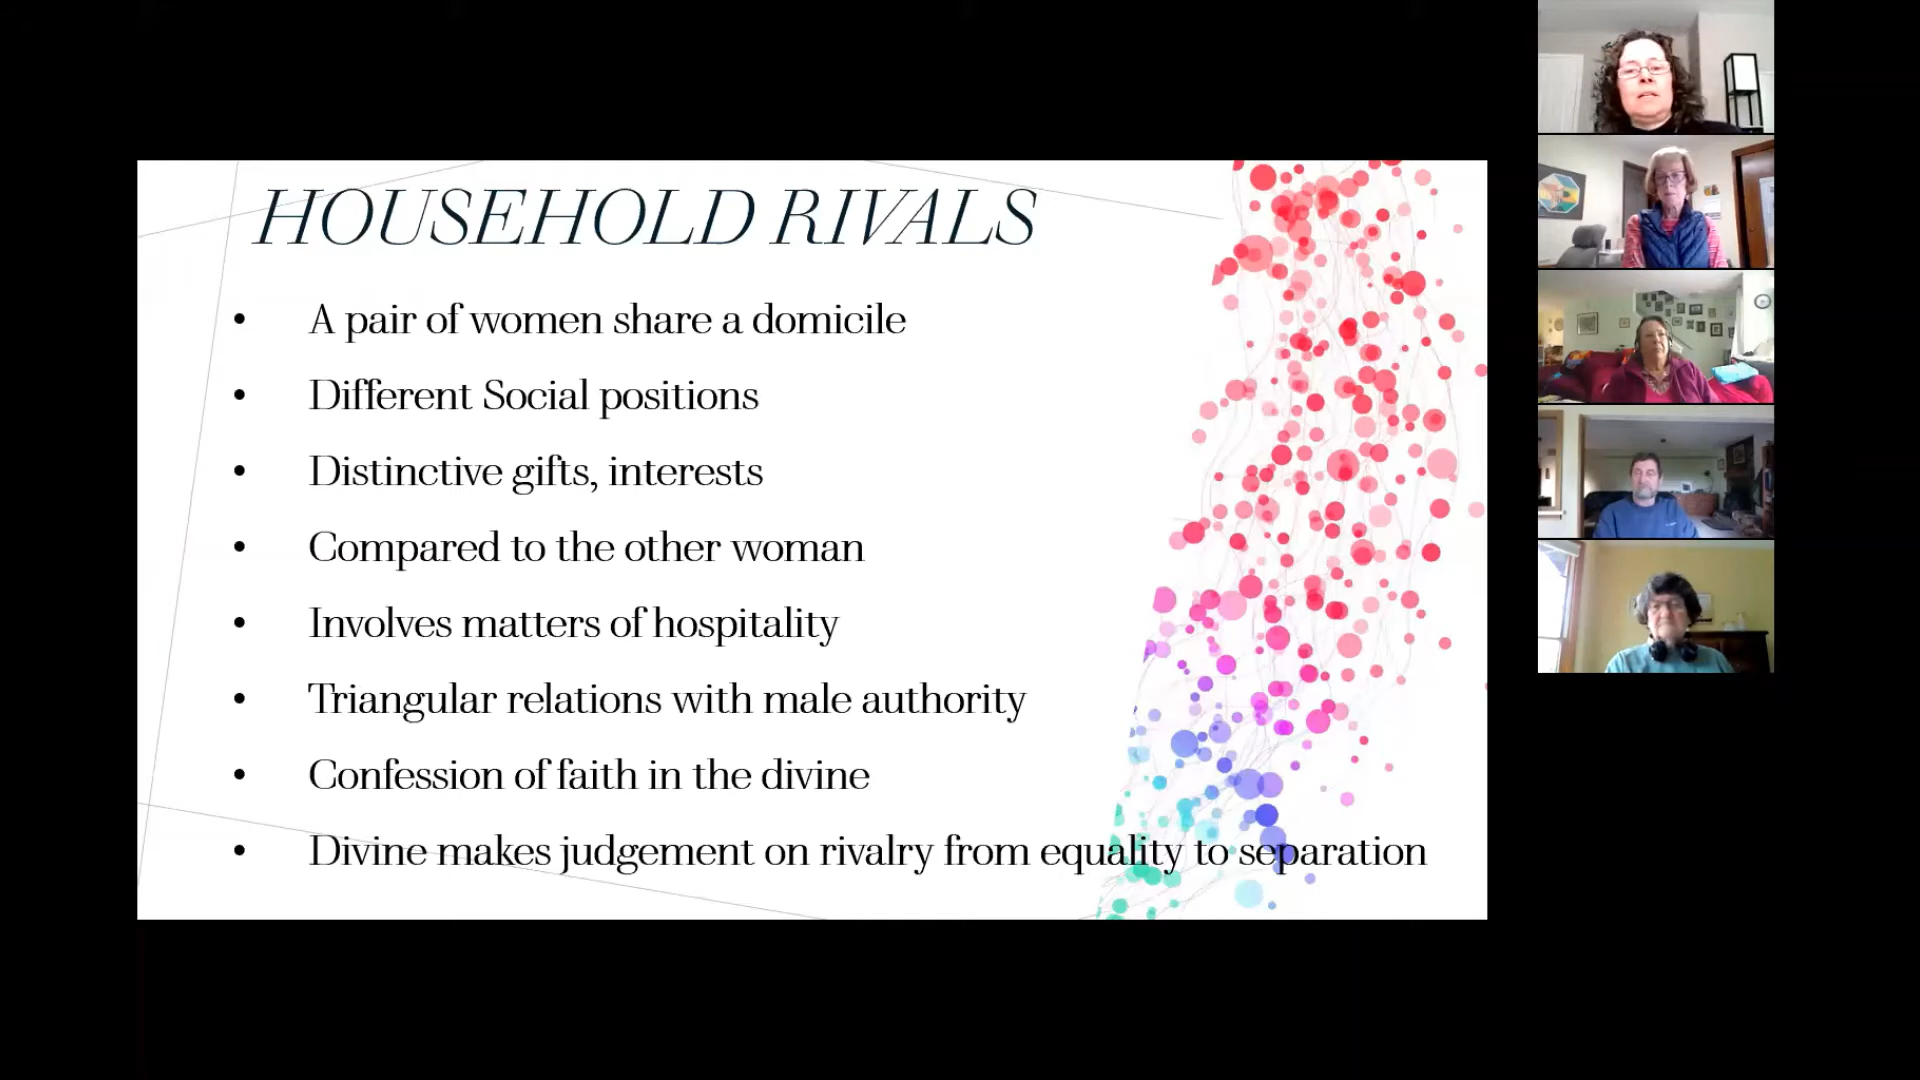 HOUSEHOLD RIVALS
• A pair of women share a domicile
• Different Social positions
• Distinctive gifts, interests
• Compared to the other woman
• Involves matters of hospitality
• Triangular relations with male authority
• Confession of faith in the divine
• Divine makes judgement on rivalry from equality to separation